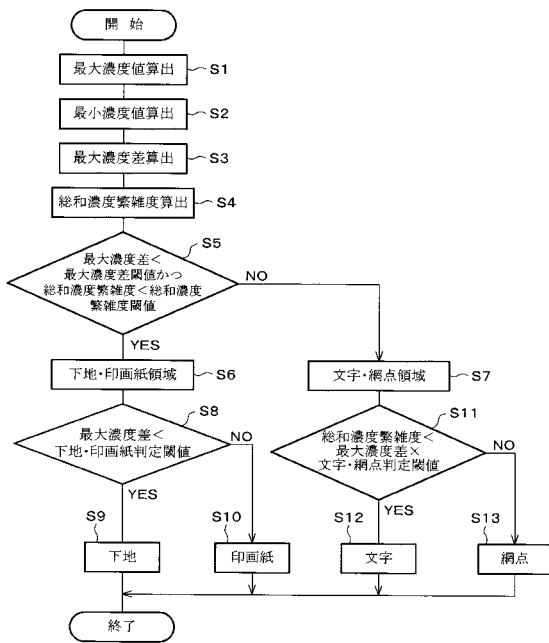 開 始
最大濃度値算出 S1
最小濃度値算出 S2
最大濃度差算出 S3
総和濃度繁雑度算出 S4
S5
最大濃度差<
最大濃度差閾値かつ
総和濃度繁雑度<総和濃度
繁雑度閾値
NO
YES
下地・印画紙領域 S6
文字・網点領域 S7
S8
最大濃度差<
下地・印画紙判定閾値
NO
YES
S11
総和濃度繁雑度<
最大濃度差×
文字・網点判定閾値
NO
YES
S9
下地
S10
印画紙
S12
文字
S13
網点
終了